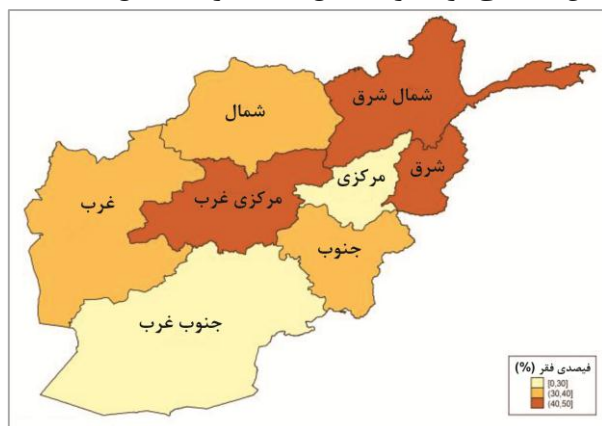 شمال شرق
شمال
شرق
مرکزی
مرکزی غرب
غرب
جنوب
جنوب غرب
فیصدی فقر (%)
[0,30]
(30,40]
(40,50]